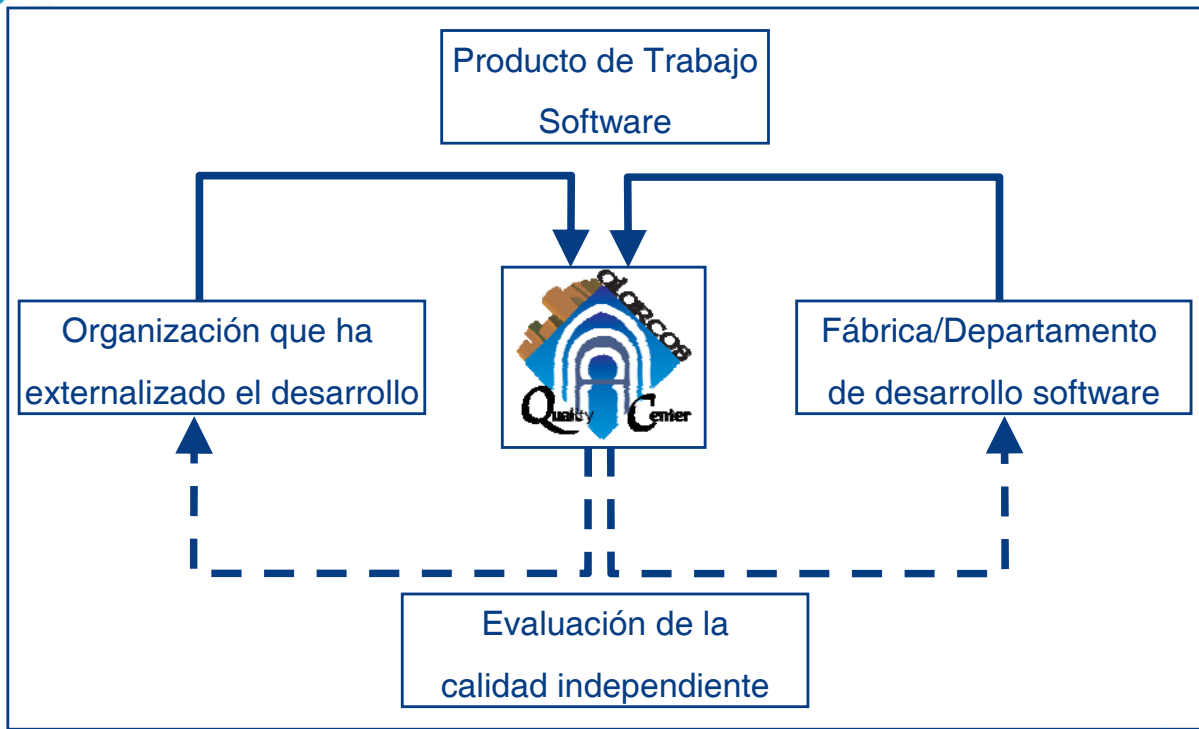 Producto de Trabajo
Software
Organización que ha
externalizado el desarrollo
alarcos
Quality Center
Fábrica/Departamento
de desarrollo software
Evaluación de la
calidad independiente